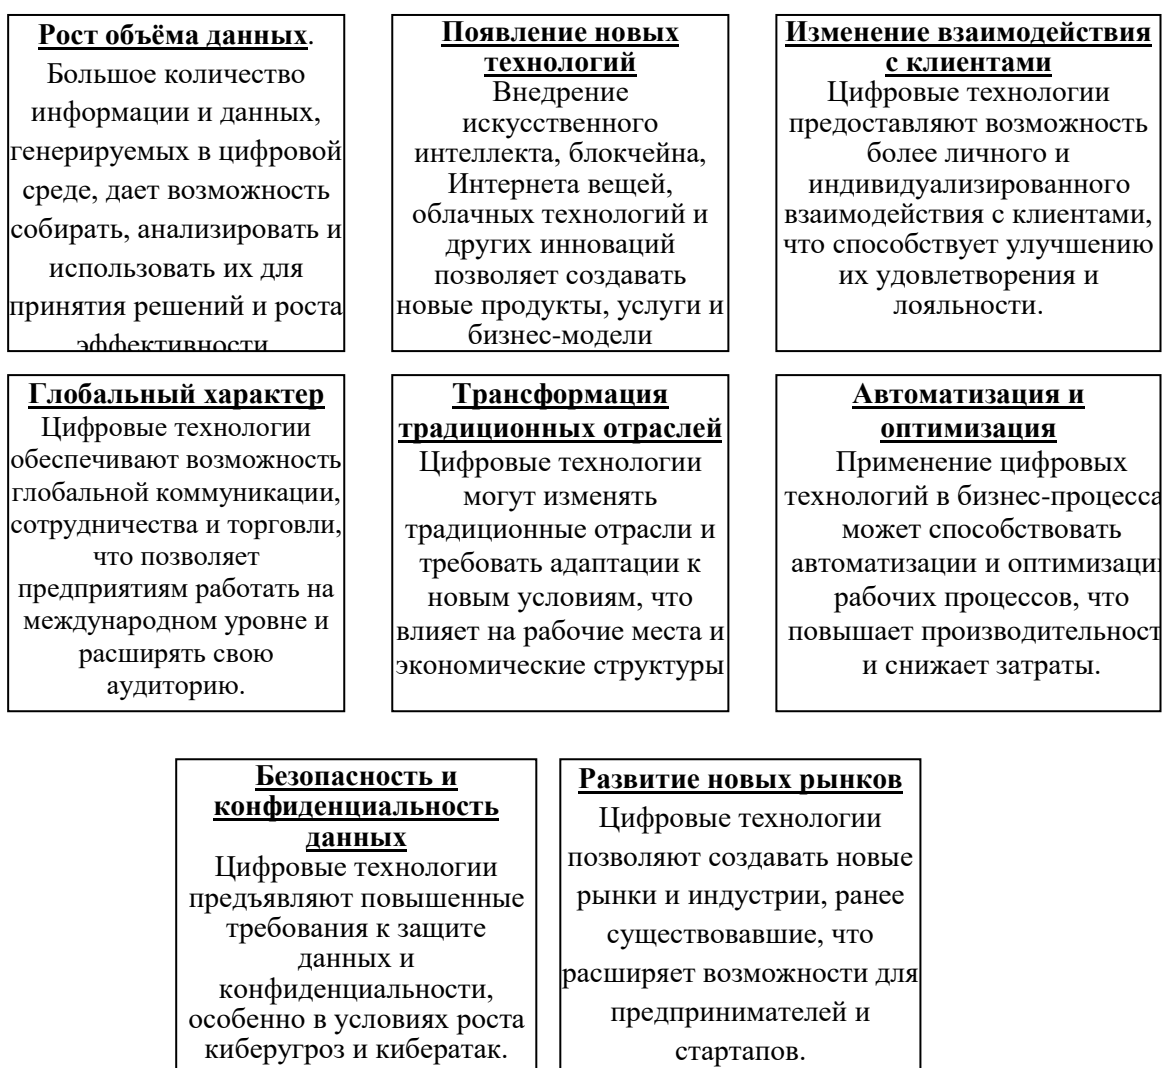 Рост объёма данных.
Большое количество
информации и данных,
генерируемых в цифровой
среде, дает возможность
собирать, анализировать и
использовать их для
принятия решений и роста
эффективности
Появление новых
технологий
Внедрение
искусственного
интеллекта, блокчейна,
Интернета вещей,
облачных технологий и
других инноваций
позволяет создавать
новые продукты, услуги и
бизнес-модели
Изменение взаимодействия
с клиентами
Цифровые технологии
предоставляют возможность
более личного и
индивидуализированного
взаимодействия с клиентами,
что способствует улучшению
их удовлетворения и
лояльности.
Глобальный характер
Цифровые технологии
обеспечивают возможность
глобальной коммуникации,
сотрудничества и торговли,
что позволяет
предприятиям работать на
международном уровне и
расширять свою
аудиторию.
Трансформация
традиционных отраслей
Цифровые технологии
могут изменять
традиционные отрасли и
требовать адаптации к
новым условиям, что
влияет на рабочие места и
экономические структуры
Автоматизация и
оптимизация
Применение цифровых
технологий в бизнес-процесса
может способствовать
автоматизации и оптимизаци
рабочих процессов, что
повышает производительност
и снижает затраты.
Безопасность и
конфиденциальность
данных
Цифровые технологии
предъявляют повышенные
требования к защите
данных и
конфиденциальности,
особенно в условиях роста
киберугроз и кибератак.
Развитие новых рынков
Цифровые технологии
позволяют создавать новые
рынки и индустрии, ранее
существовавшие, что
расширяет возможности для
предпринимателей и
стартапов.